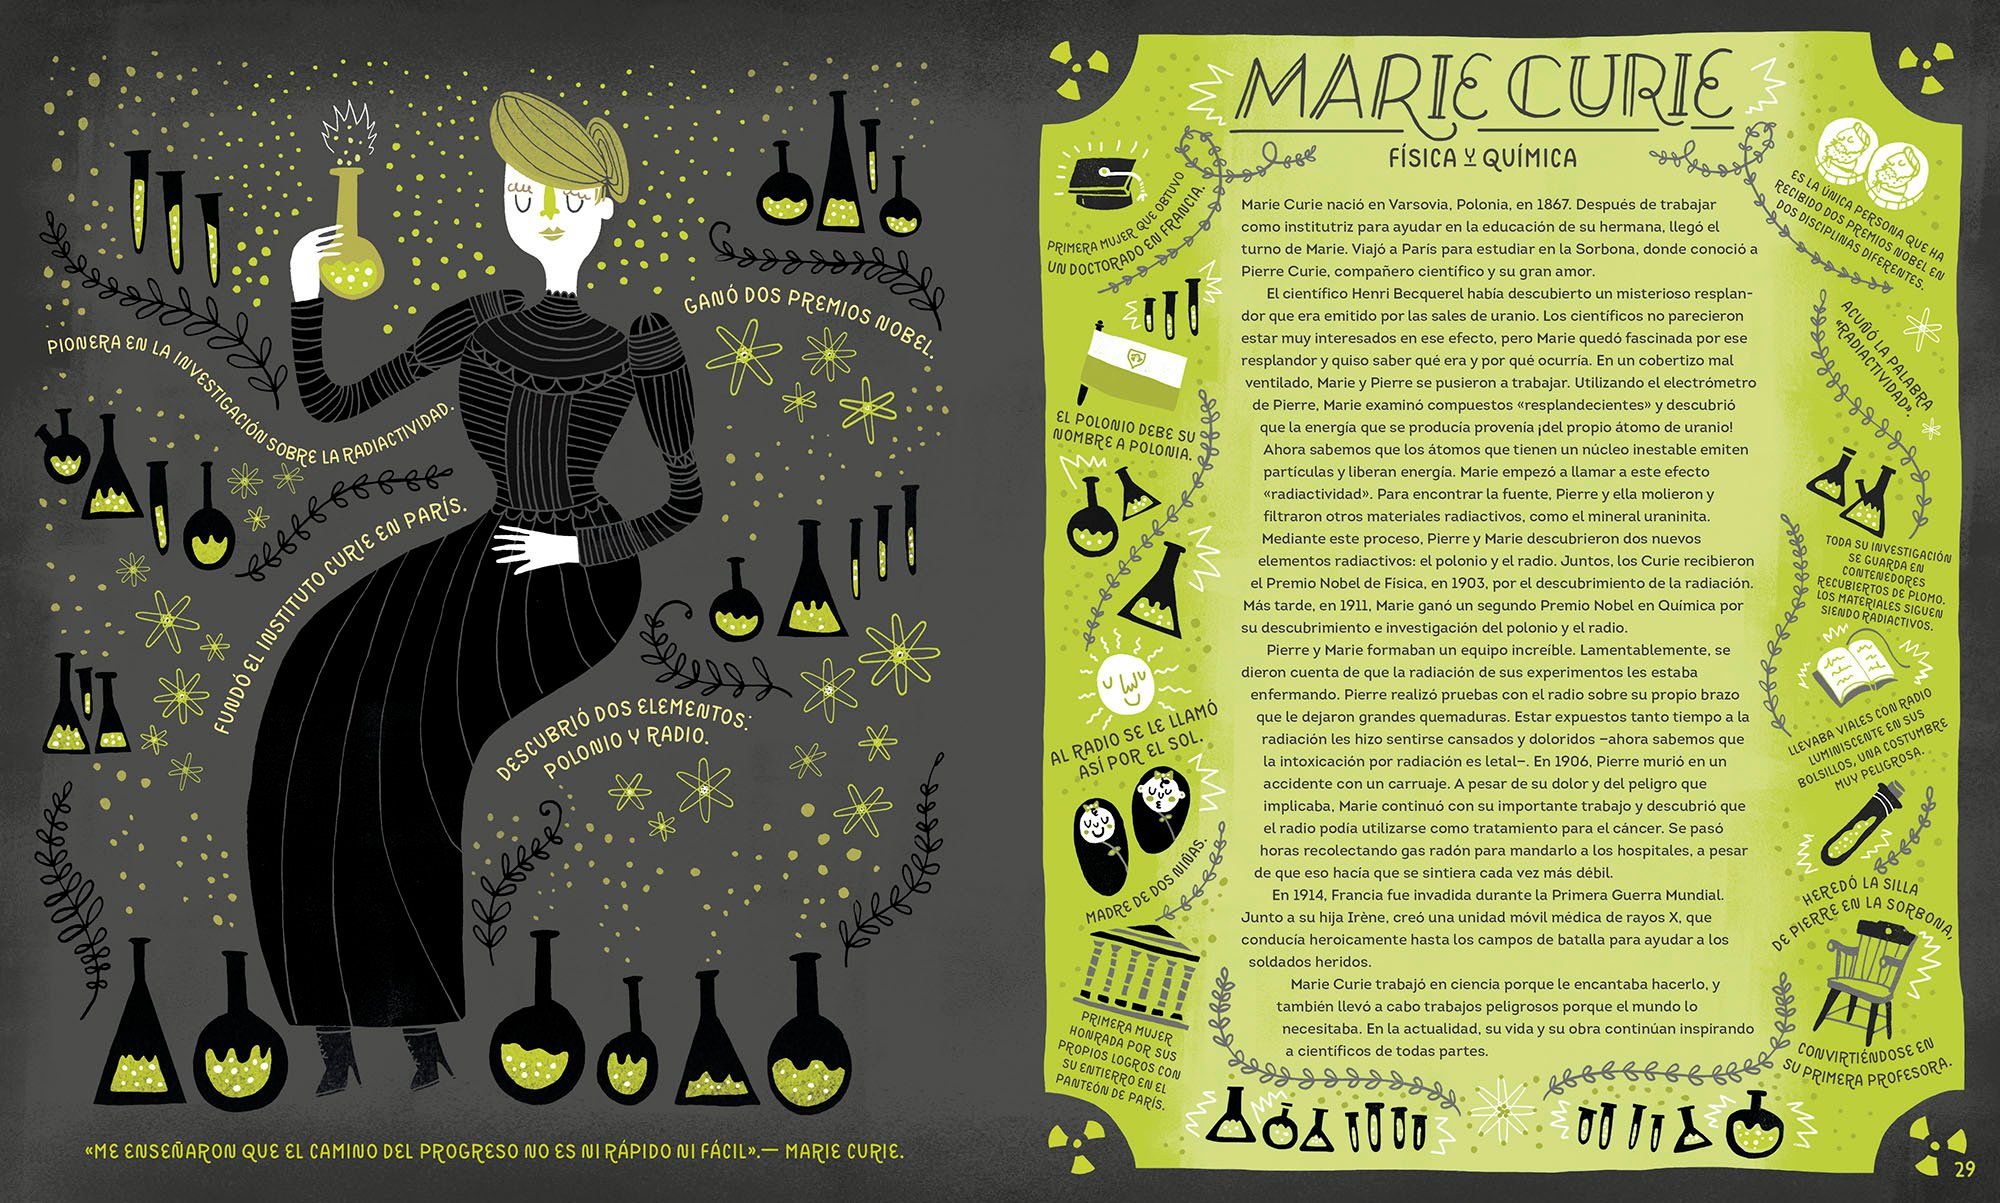 PIONERA EN LA INVESTIGACIÓN SOBRE LA RADIACTIVIDAD.
GANÓ DOS PREMIOS NOBEL.
FUNDÓ EL INSTITUTO CURIE EN PARÍS.
DESCUBRIÓ DOS ELEMENTOS:
POLONIO Y RADIO.
«ME ENSEÑARON QUE EL CAMINO DEL PROGRESO NO ES NI RÁPIDO NI FÁCIL».— MARIE CURIE.
MARIE CURIE
FÍSICA Y QUÍMICA
PRIMERA MUJER QUE OBTUVO
UN DOCTORADO EN FRANCIA.
EL POLONIO DEBE SU
NOMBRE A POLONIA.
AL RADIO SE LE LLAMÓ
ASÍ POR EL SOL.
MADRE DE DOS NIÑAS.
PRIMERA MUJER
HONRADA POR SUS
PROPIOS LOGROS CON
SU ENTIERRO EN EL
PANTEÓN DE PARÍS.
Marie Curie nació en Varsovia, Polonia, en 1867. Después de trabajar
como institutriz para ayudar en la educación de su hermana, llegó el
turno de Marie. Viajó a París para estudiar en la Sorbona, donde conoció a
Pierre Curie, compañero científico y su gran amor.
El científico Henri Becquerel había descubierto un misterioso resplan-
dor que era emitido por las sales de uranio. Los científicos no parecieron
estar muy interesados en ese efecto, pero Marie quedó fascinada por ese
resplandor y quiso saber qué era y por qué ocurría. En un cobertizo mal
ventilado, Marie y Pierre se pusieron a trabajar. Utilizando el electrómetro
de Pierre, Marie examinó compuestos «resplandecientes» y descubrió
que la energía que se producía provenía ¡del propio átomo de uranio!
Ahora sabemos que los átomos que tienen un núcleo inestable emiten
partículas y liberan energía. Marie empezó a llamar a este efecto
«radiactividad». Para encontrar la fuente, Pierre y ella molieron y
filtraron otros materiales radiactivos, como el mineral uraninita.
Mediante este proceso, Pierre y Marie descubrieron dos nuevos
elementos radiactivos: el polonio y el radio. Juntos, los Curie recibieron
el Premio Nobel de Física, en 1903, por el descubrimiento de la radiación.
Más tarde, en 1911, Marie ganó un segundo Premio Nobel en Química por
su descubrimiento e investigación del polonio y el radio.
Pierre y Marie formaban un equipo increíble. Lamentablemente, se
dieron cuenta de que la radiación de sus experimentos les estaba
enfermando. Pierre realizó pruebas con el radio sobre su propio brazo
que le dejaron grandes quemaduras. Estar expuestos tanto tiempo a la
radiación les hizo sentirse cansados y doloridos —ahora sabemos que
la intoxicación por radiación es letal—. En 1906, Pierre murió en un
accidente con un carruaje. A pesar de su dolor y del peligro que
implicaba, Marie continuó con su importante trabajo y descubrió que
el radio podía utilizarse como tratamiento para el cáncer. Se pasó
horas recolectando gas radón para mandarlo a los hospitales, a pesar
de que eso hacía que se sintiera cada vez más débil.
En 1914, Francia fue invadida durante la Primera Guerra Mundial.
Junto a su hija Irène, creó una unidad móvil médica de rayos X, que
conducía heroicamente hasta los campos de batalla para ayudar a los
soldados heridos.
Marie Curie trabajó en ciencia porque le encantaba hacerlo, y
también llevó a cabo trabajos peligrosos porque el mundo lo
necesitaba. En la actualidad, su vida y su obra continúan inspirando
a científicos de todas partes.
ES LA ÚNICA PERSONA QUE HA
RECIBIDO DOS PREMIOS NOBEL EN
DOS DISCIPLINAS DIFERENTES.
ACUÑÓ LA PALABRA
«RADIACTIVIDAD».
TODA SU INVESTIGACIÓN
SE GUARDA EN
CONTENEDORES
RECUBIERTOS DE PLOMO.
LOS MATERIALES SIGUEN
SIENDO RADIACTIVOS.
LLEVABA VIALES CON RADIO
LUMINISCENTE EN SUS
BOLSILLOS, UNA COSTUMBRE
MUY PELIGROSA.
HEREDÓ LA SILLA
DE PIERRE EN LA SORBONA,
CONVIRTIÉNDOSE EN
SU PRIMERA PROFESORA.
29